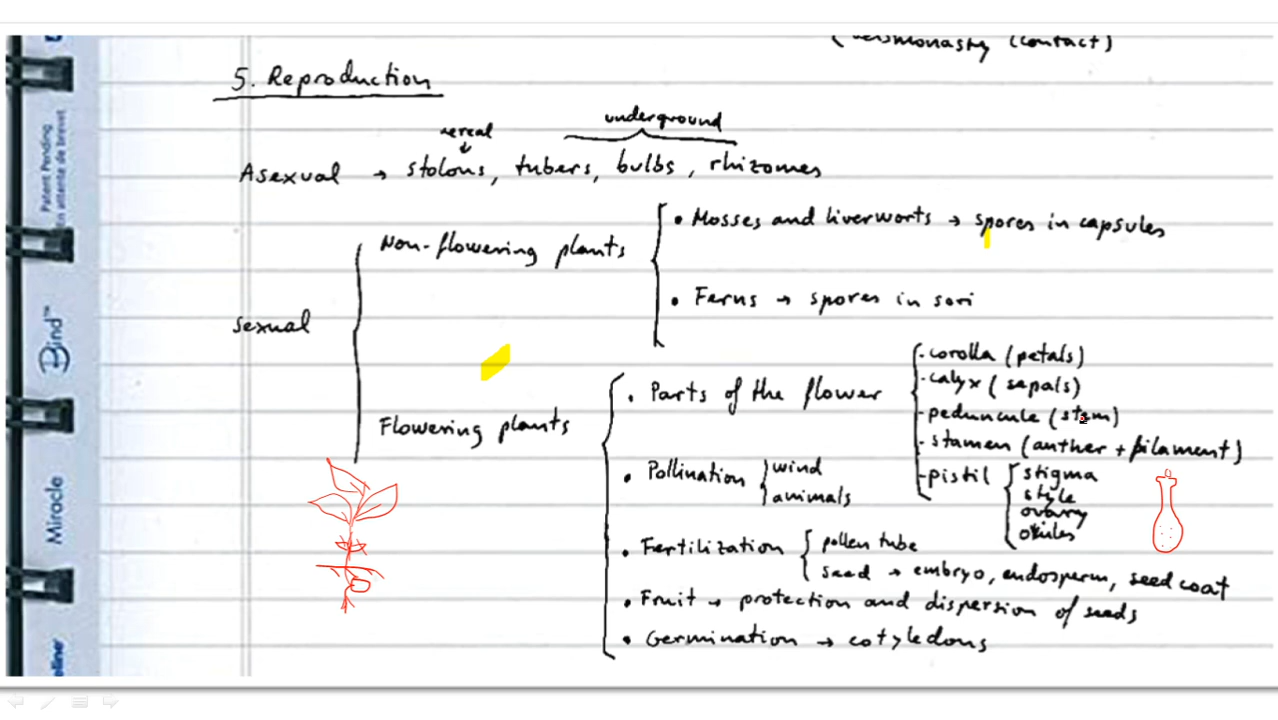 (contact)
5. Reproduction
underground
aereal
Asexual → stolons, tubers, bulbs, rhizomes
• Mosses and liverworts → spores in capsules
Non-flowering plants
• Ferns → spores in sori
Sexual
- corolla (petals)
- calyx (sepals)
• Parts of the flower
- peduncule (stem)
Flowering plants
- stamen (anther + filament)
• Pollination
wind
animals
- pistil
stigma
style
ovary
ovules
• Fertilization
pollen tube
seed → embryo, endosperm, seed coat
• Fruit → protection and dispersion of seeds
• Germination → cotyledons
Patent Pending
En attente de brevet
Bind™
Miracle
eline